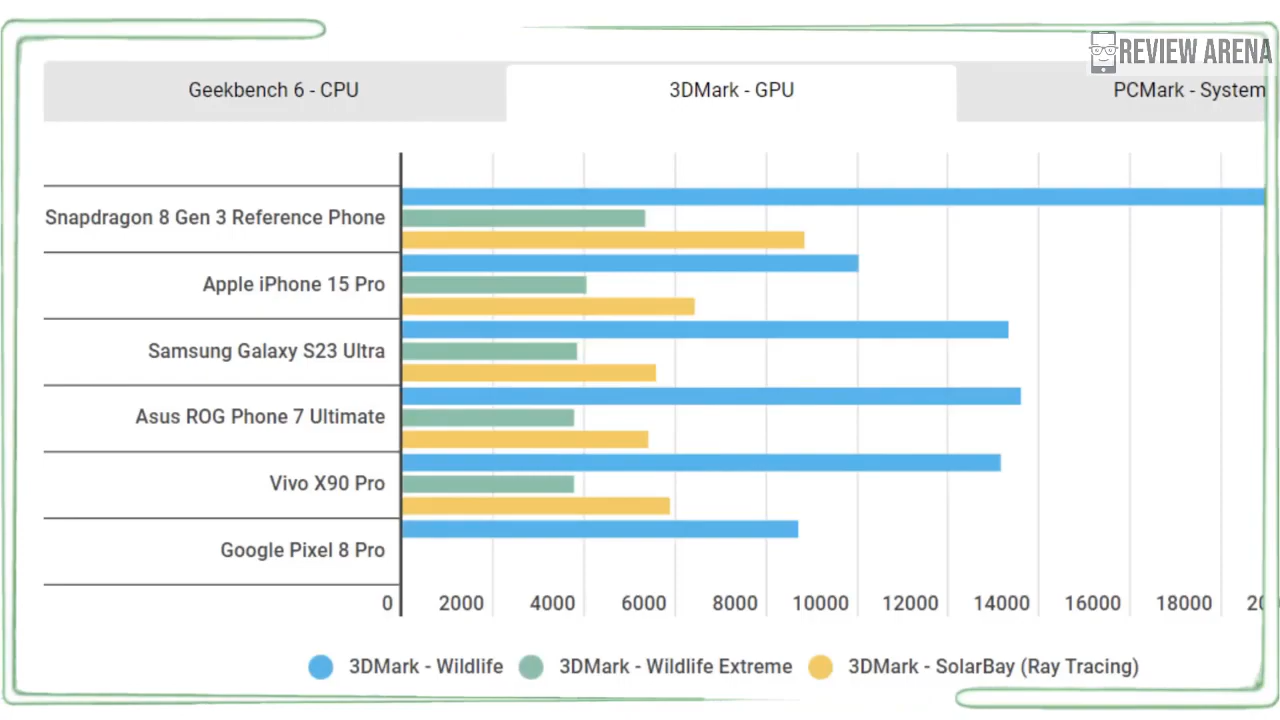 REVIEW ARENA
Geekbench 6 - CPU 3DMark - GPU PCMark - System
Snapdragon 8 Gen 3 Reference Phone
Apple iPhone 15 Pro
Samsung Galaxy S23 Ultra
Asus ROG Phone 7 Ultimate
Vivo X90 Pro
Google Pixel 8 Pro
0 2000 4000 6000 8000 10000 12000 14000 16000 18000
3DMark - Wildlife 3DMark - Wildlife Extreme 3DMark - SolarBay (Ray Tracing)